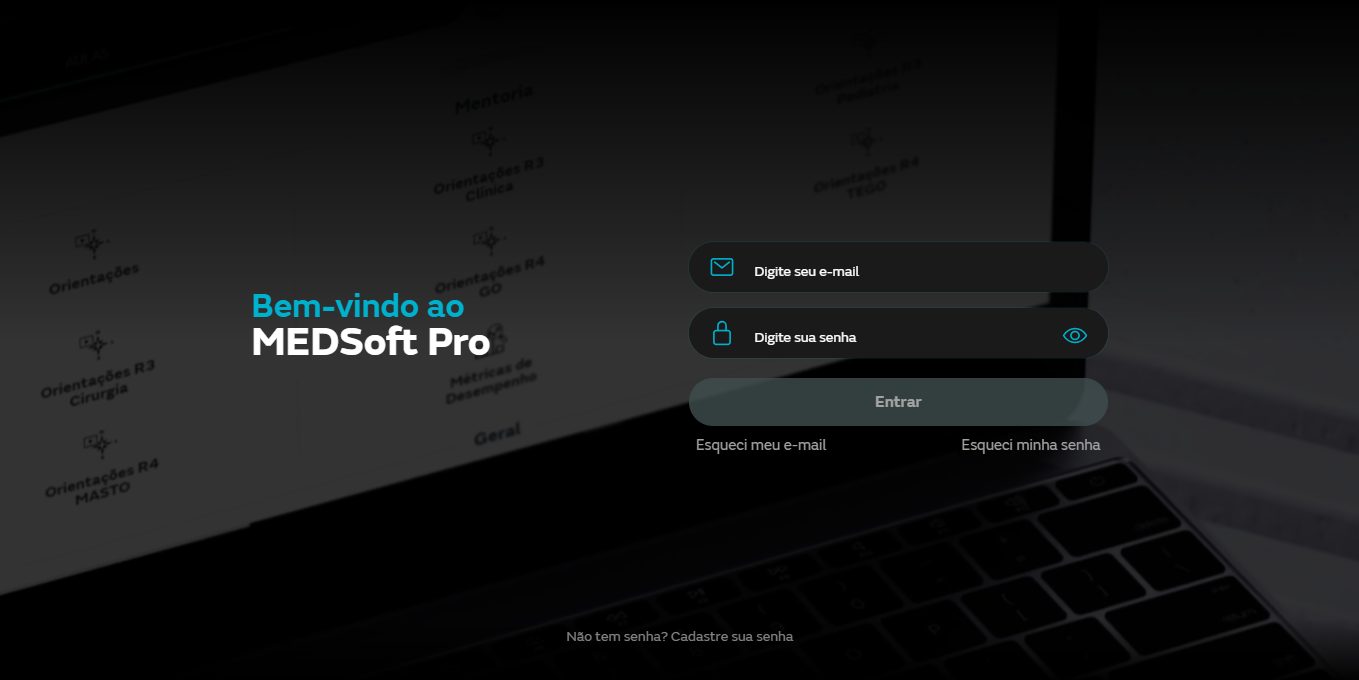 Mentoria
Orientações R3
Pediatria
Orientações R3
Clínica
Orientações R4
TEGO
Orientações
Orientações R4
GO
Bem-vindo ao
MEDSoft Pro
Digite seu e-mail
Digite sua senha
Entrar
Esqueci meu e-mail
Esqueci minha senha
Orientações R3
Cirurgia
Métricas de
Desempenho
Geral
Orientações R4
MASTO
Não tem senha? Cadastre sua senha